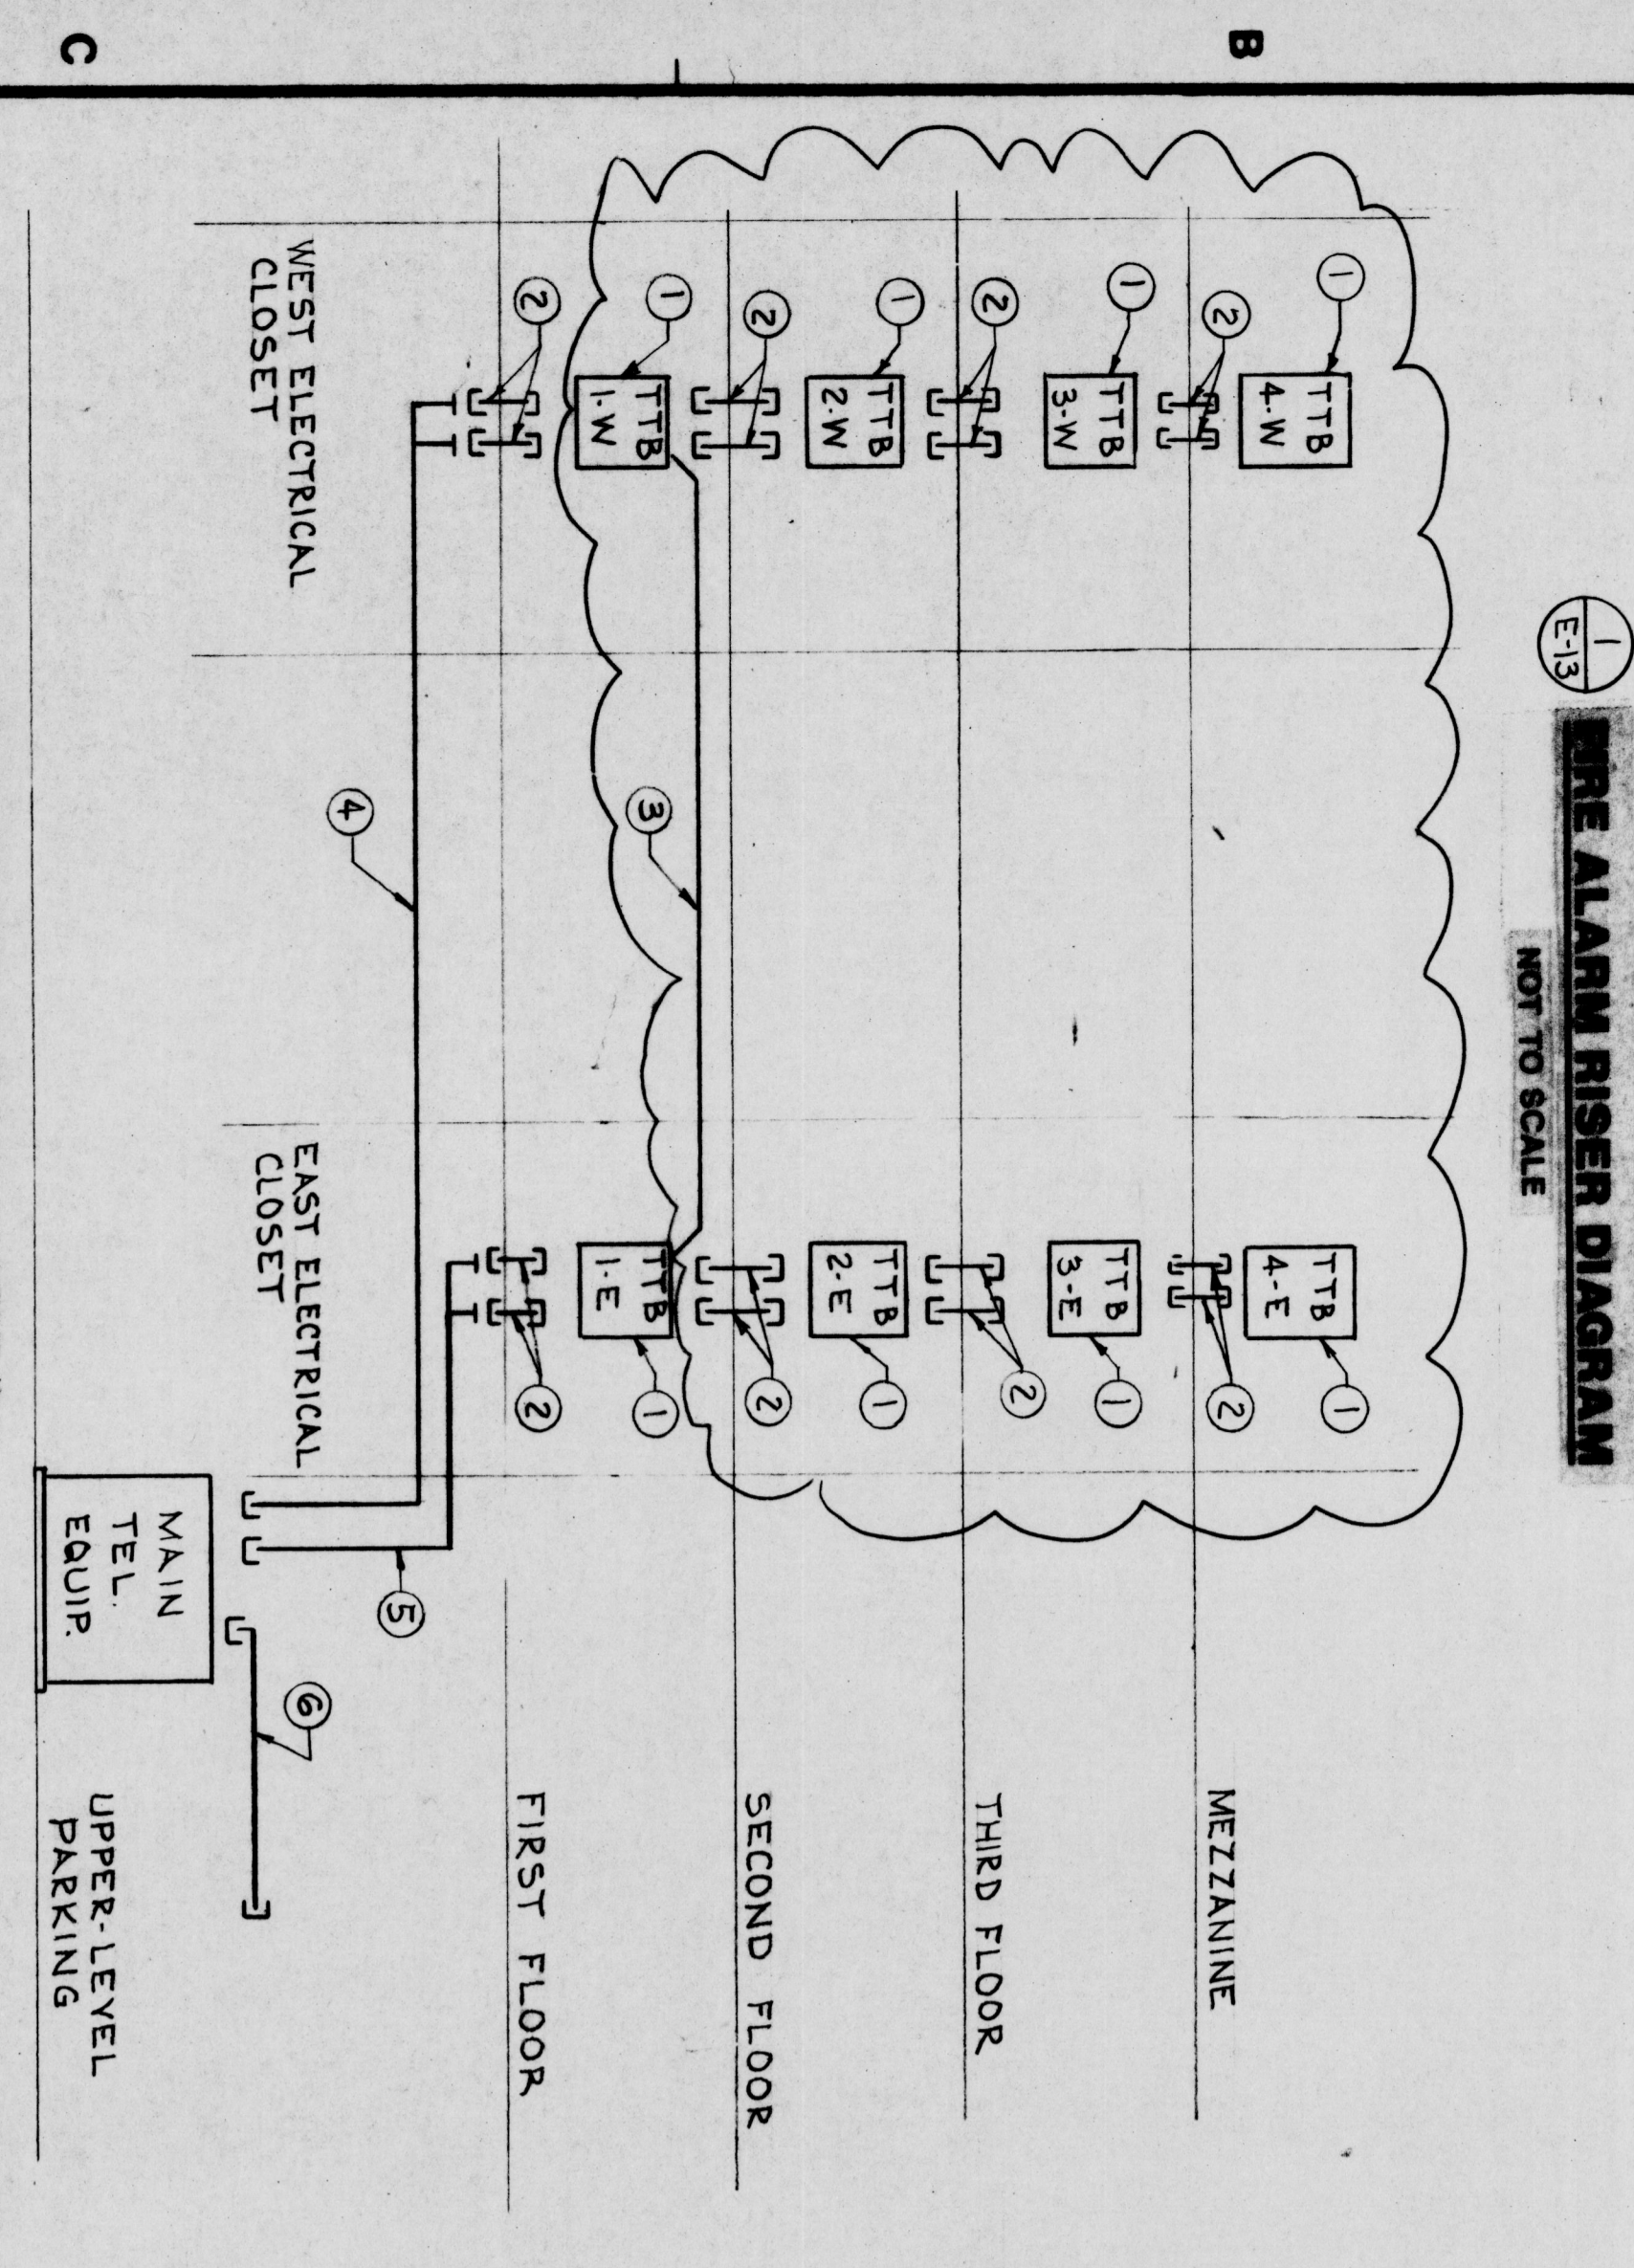 1
E-13
FIRE ALARM RISER DIAGRAM
NOT TO SCALE
B
1
TTB
4-W
TTB
4-E
1
2
2
MEZZANINE
1
TTB
3-W
TTB
3-E
1
2
2
THIRD FLOOR
1
TTB
2-W
TTB
2-E
1
2
2
SECOND FLOOR
1
TTB
1-W
3
TTB
1-E
1
2
2
FIRST FLOOR
4
5
WEST ELECTRICAL
CLOSET
EAST ELECTRICAL
CLOSET
6
MAIN
TEL.
EQUIP.
UPPER-LEVEL
PARKING
C